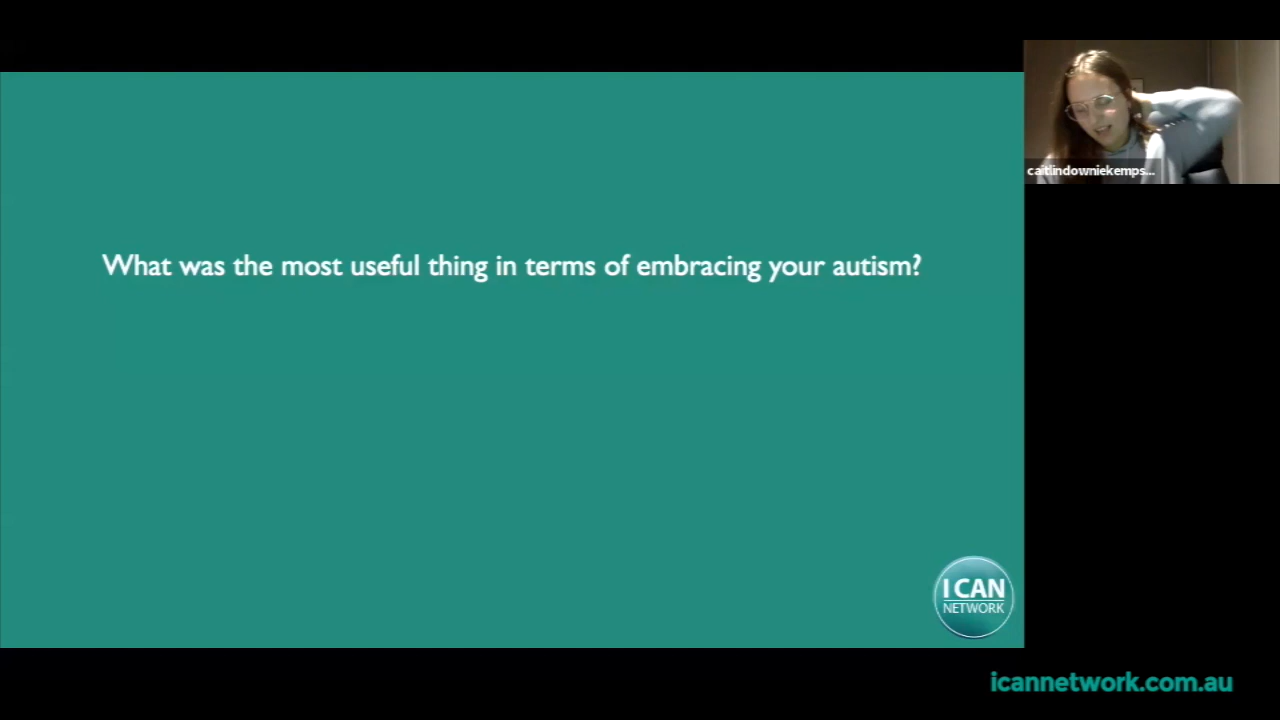 caitlindowniekemps...
What was the most useful thing in terms of embracing your autism?
I CAN
NETWORK
icannetwork.com.au